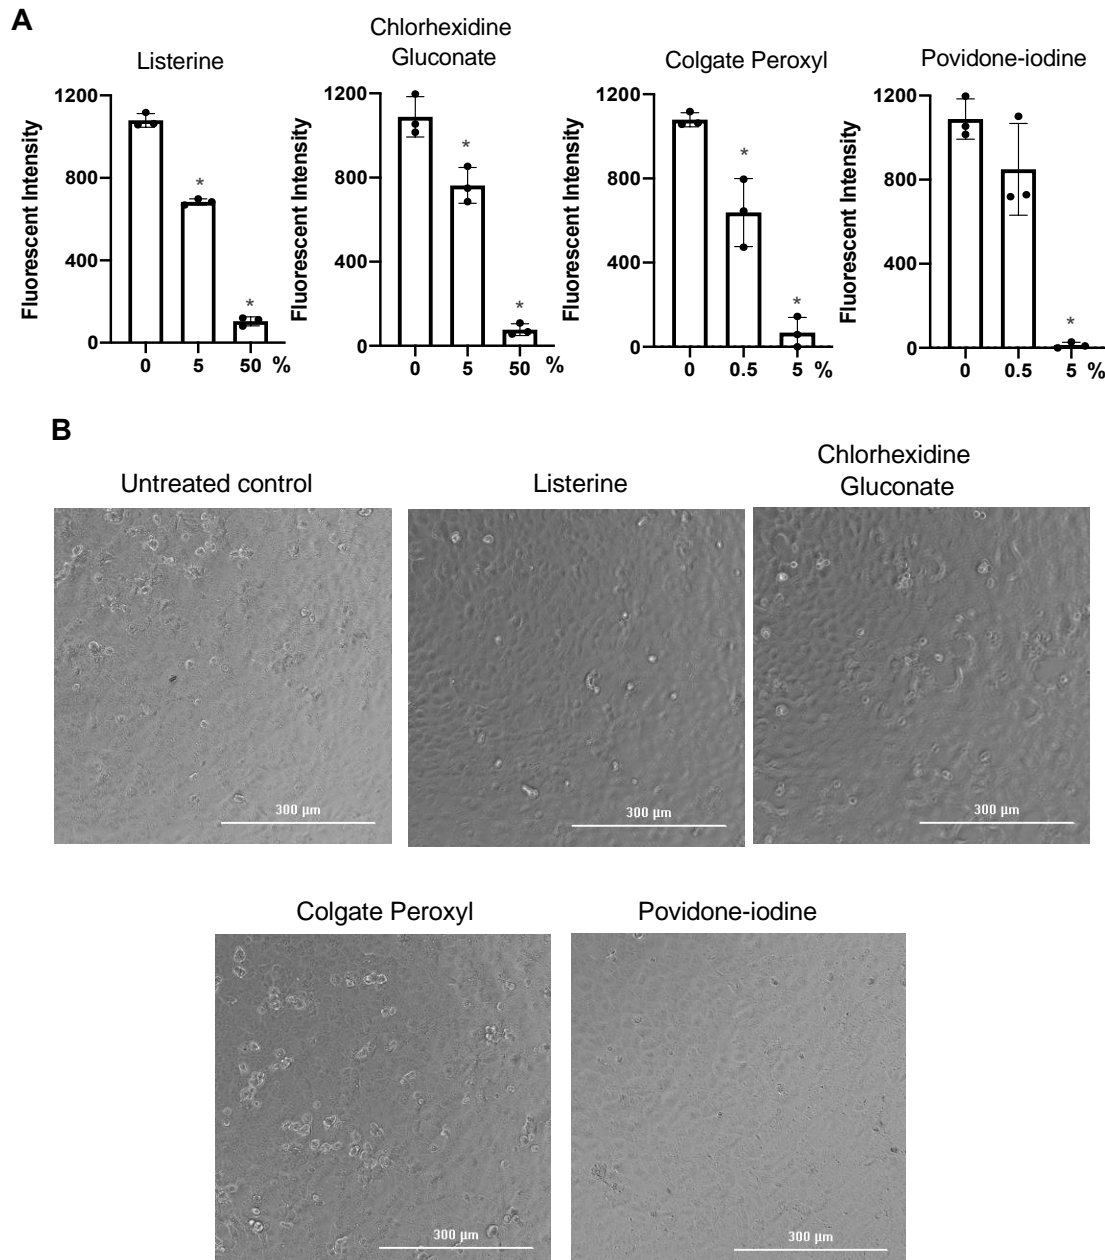 A
Listerine
Chlorhexidine
Gluconate
Colgate Peroxyl
Povidone-iodine
Fluorescent Intensity
1200
800
400
0
0 5 50 %
Fluorescent Intensity
1200
800
400
0
0 5 50 %
Fluorescent Intensity
1200
800
400
0
0 0.5 5 %
Fluorescent Intensity
1200
800
400
0
0 0.5 5 %
*
*
*
*
*
*
*
B
Untreated control
Listerine
Chlorhexidine
Gluconate
300 µm
300 µm
300 µm
Colgate Peroxyl
Povidone-iodine
300 µm
300 µm